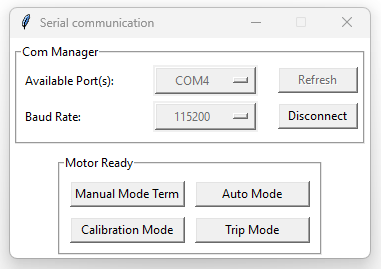 Serial communication
Com Manager
Available Port(s): COM4 Refresh
Baud Rate: 115200 Disconnect
Motor Ready
Manual Mode Term Auto Mode
Calibration Mode Trip Mode